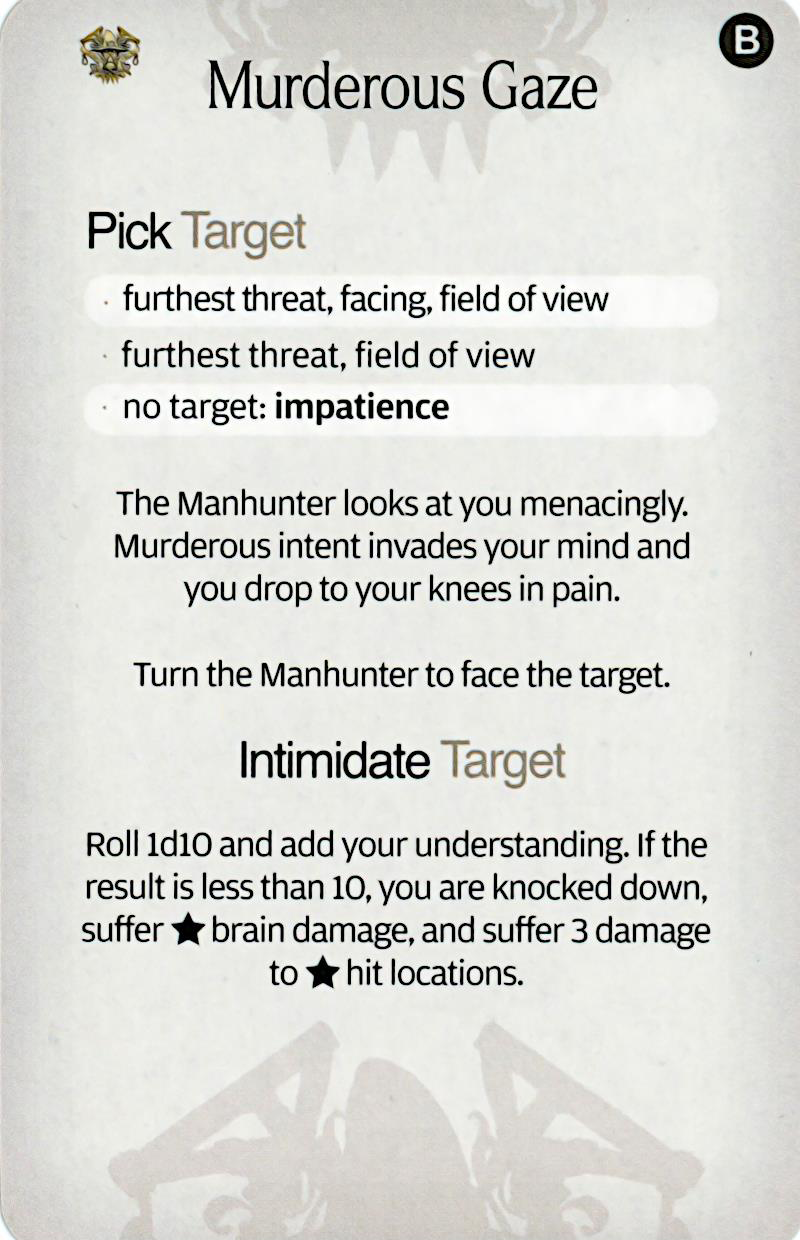 B
Murderous Gaze
Pick Target
· furthest threat, facing, field of view
· furthest threat, field of view
· no target: impatience
The Manhunter looks at you menacingly.
Murderous intent invades your mind and
you drop to your knees in pain.
Turn the Manhunter to face the target.
Intimidate Target
Roll 1d10 and add your understanding. If the
result is less than 10, you are knocked down,
suffer ★ brain damage, and suffer 3 damage
to ★ hit locations.